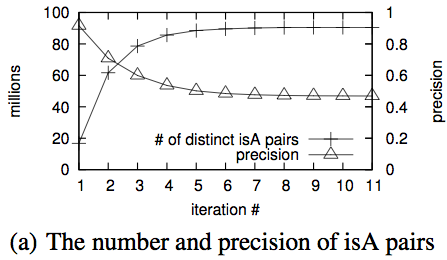 100
80
60
40
20
0
millions
1
0.8
0.6
0.4
0.2
0
precision
# of distinct isA pairs
precision
1 2 3 4 5 6 7 8 9 10 11
iteration #
(a) The number and precision of isA pairs